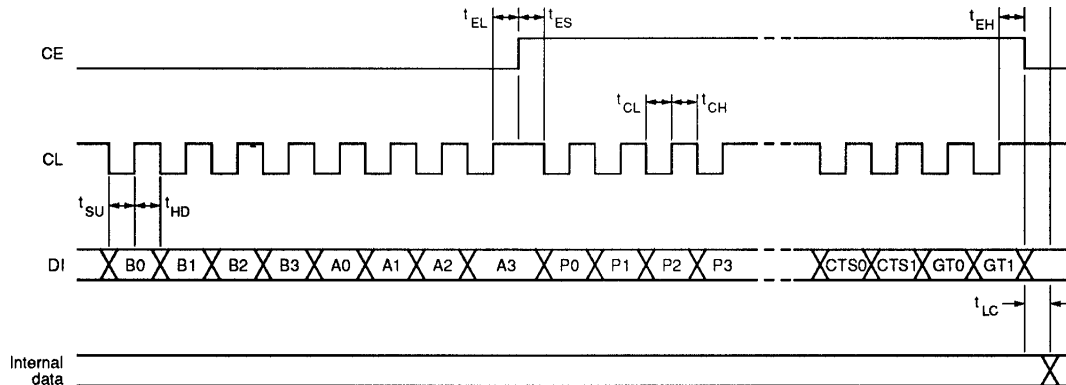 tEL tES tEH
CE
tCL tCH
CL
tSU tHD
DI B0 B1 B2 B3 A0 A1 A2 A3 P0 P1 P2 P3 CTS0 CTS1 GT0 GT1
tLC
Internal
data